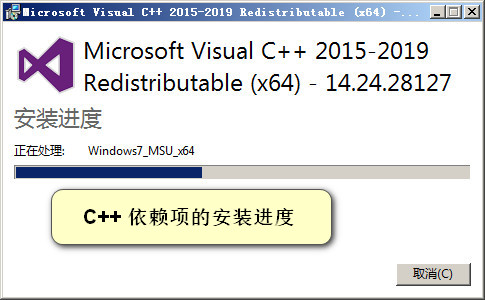 Microsoft Visual C++ 2015-2019 Redistributable (x64) -...
Microsoft Visual C++ 2015-2019
Redistributable (x64) - 14.24.28127
安装进度
正在处理: Windows7_MSU_x64
C++ 依赖项的安装进度
取消(C)